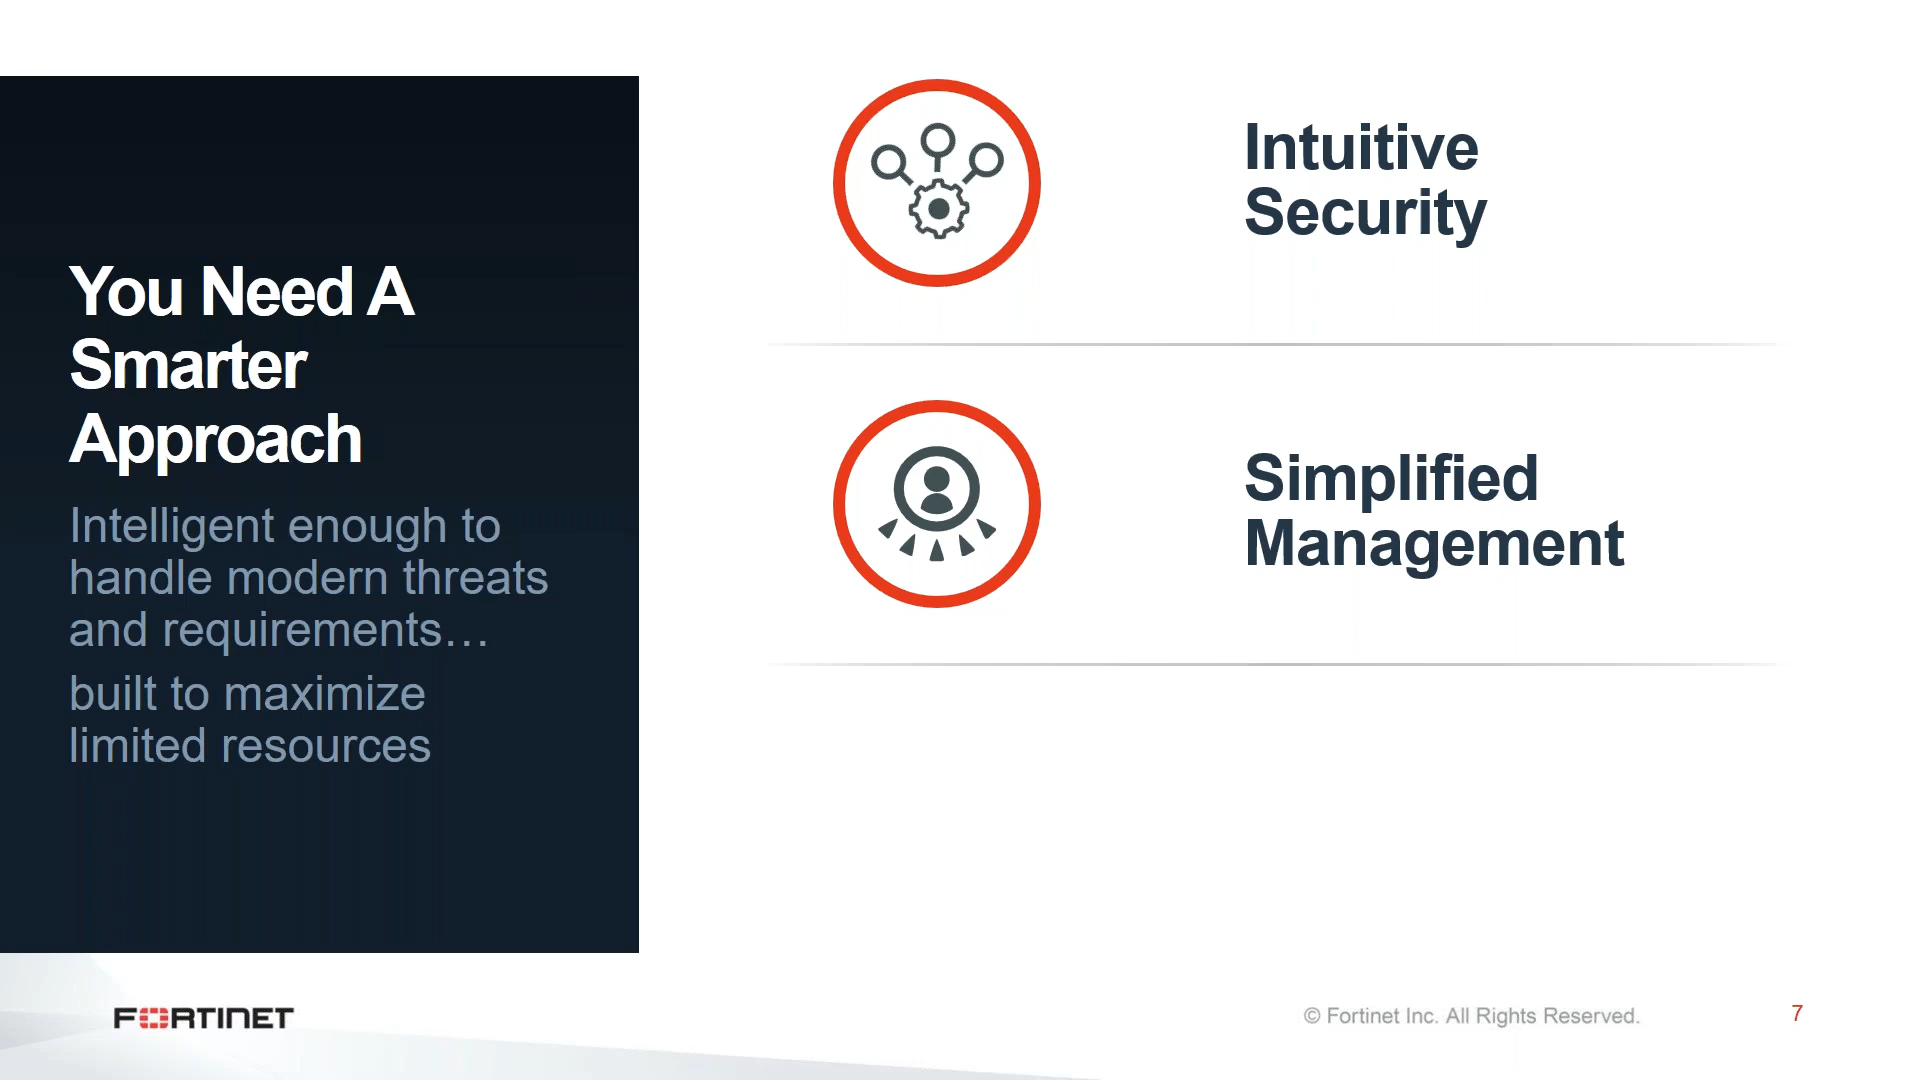 You Need A
Smarter
Approach
Intelligent enough to
handle modern threats
and requirements…
built to maximize
limited resources
Intuitive
Security
Simplified
Management
FORTINET
© Fortinet Inc. All Rights Reserved.
7